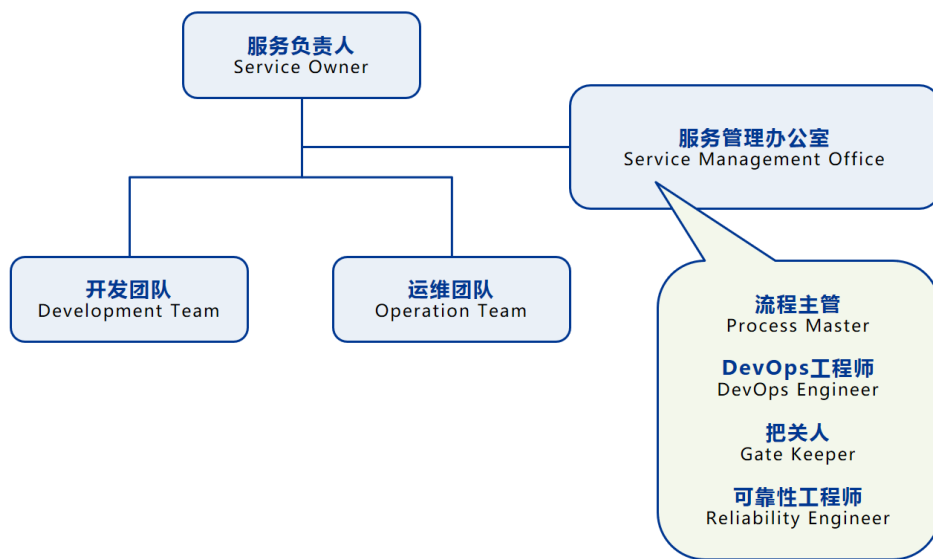 服务负责人
Service Owner
服务管理办公室
Service Management Office
开发团队
Development Team
运维团队
Operation Team
流程主管
Process Master
DevOps工程师
DevOps Engineer
把关人
Gate Keeper
可靠性工程师
Reliability Engineer